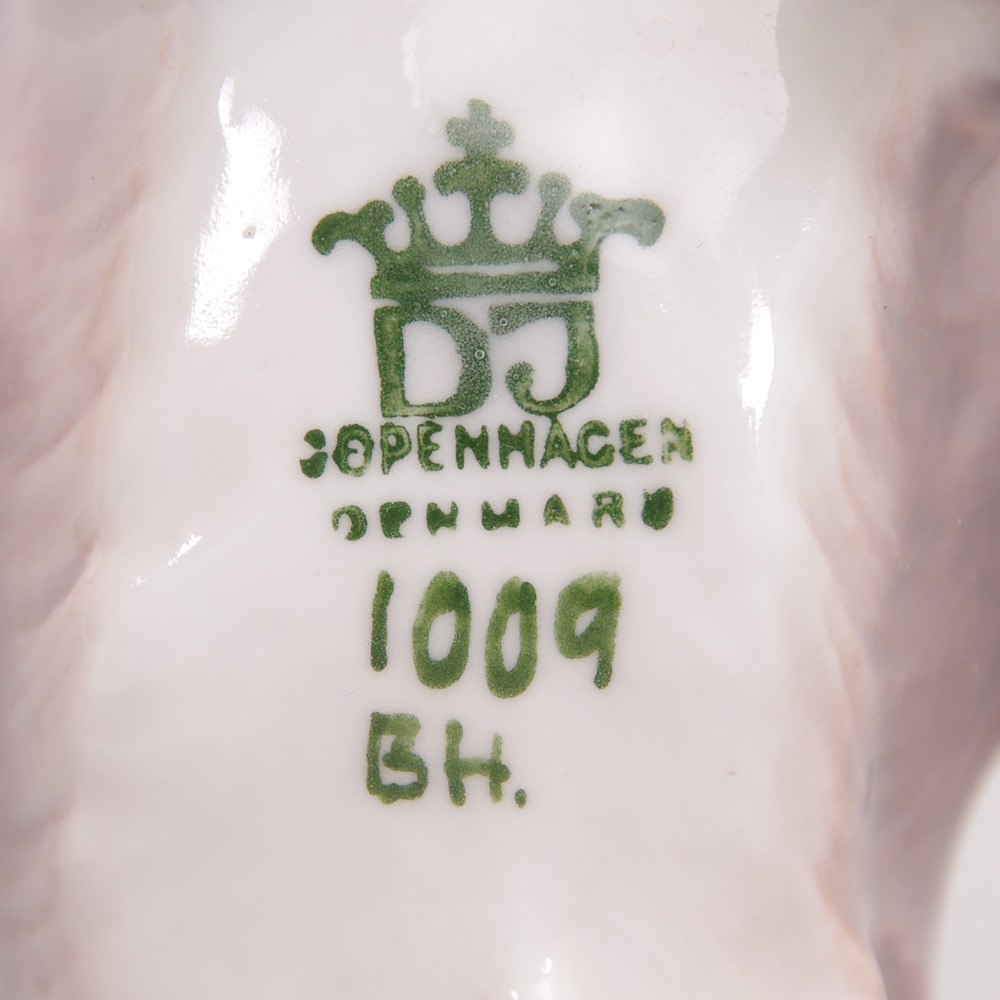 DJ
COPENHAGEN
DENMARK
1009
BH.